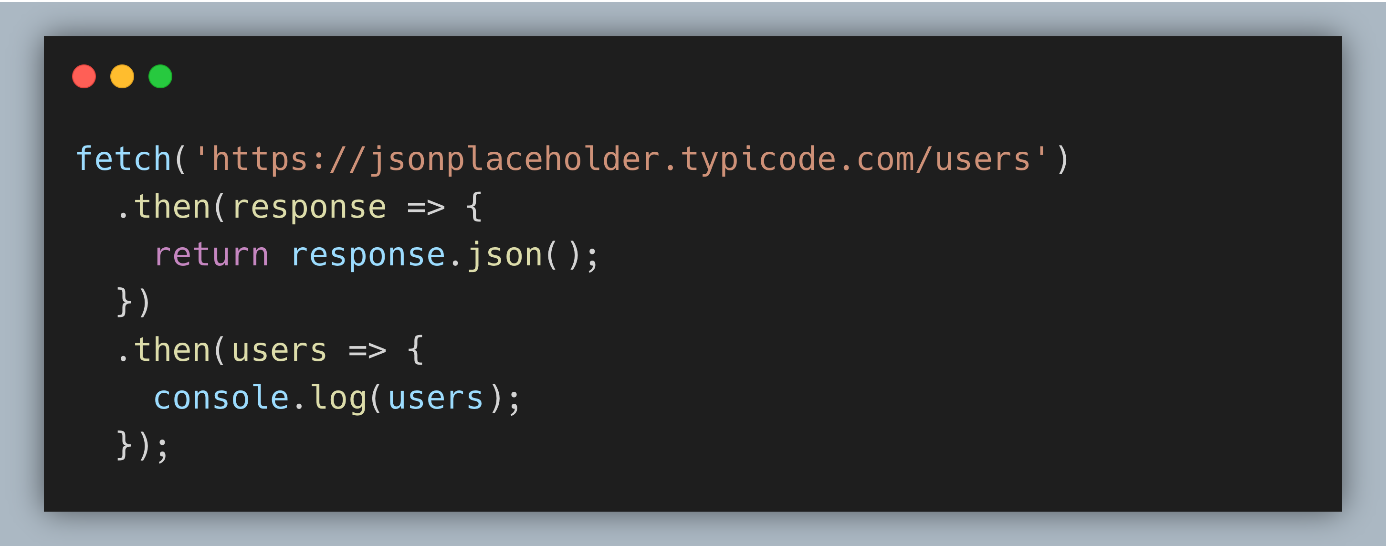 fetch('https://jsonplaceholder.typicode.com/users')
  .then(response => {
    return response.json();
  })
  .then(users => {
    console.log(users);
  });